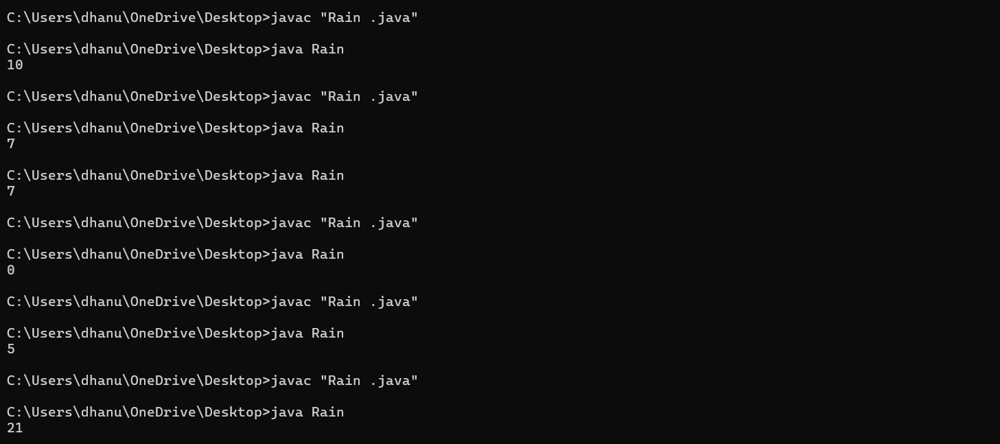 C:\Users\dhanu\OneDrive\Desktop>javac "Rain .java"
C:\Users\dhanu\OneDrive\Desktop>java Rain
10
C:\Users\dhanu\OneDrive\Desktop>javac "Rain .java"
C:\Users\dhanu\OneDrive\Desktop>java Rain
7
C:\Users\dhanu\OneDrive\Desktop>java Rain
7
C:\Users\dhanu\OneDrive\Desktop>javac "Rain .java"
C:\Users\dhanu\OneDrive\Desktop>java Rain
0
C:\Users\dhanu\OneDrive\Desktop>javac "Rain .java"
C:\Users\dhanu\OneDrive\Desktop>java Rain
5
C:\Users\dhanu\OneDrive\Desktop>javac "Rain .java"
C:\Users\dhanu\OneDrive\Desktop>java Rain
21